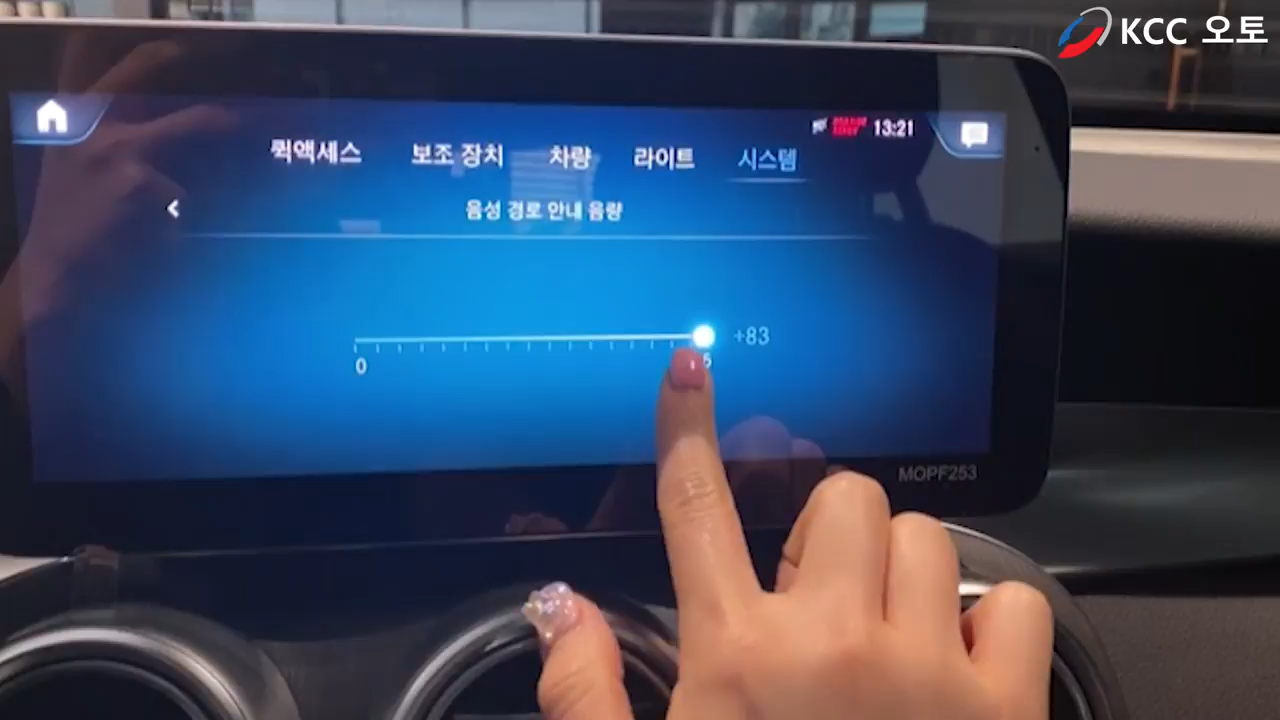 KCC 오토
13:21
퀵액세스 보조 장치 차량 라이트 시스템
음성 경로 안내 음량
+83
0
MOPF253